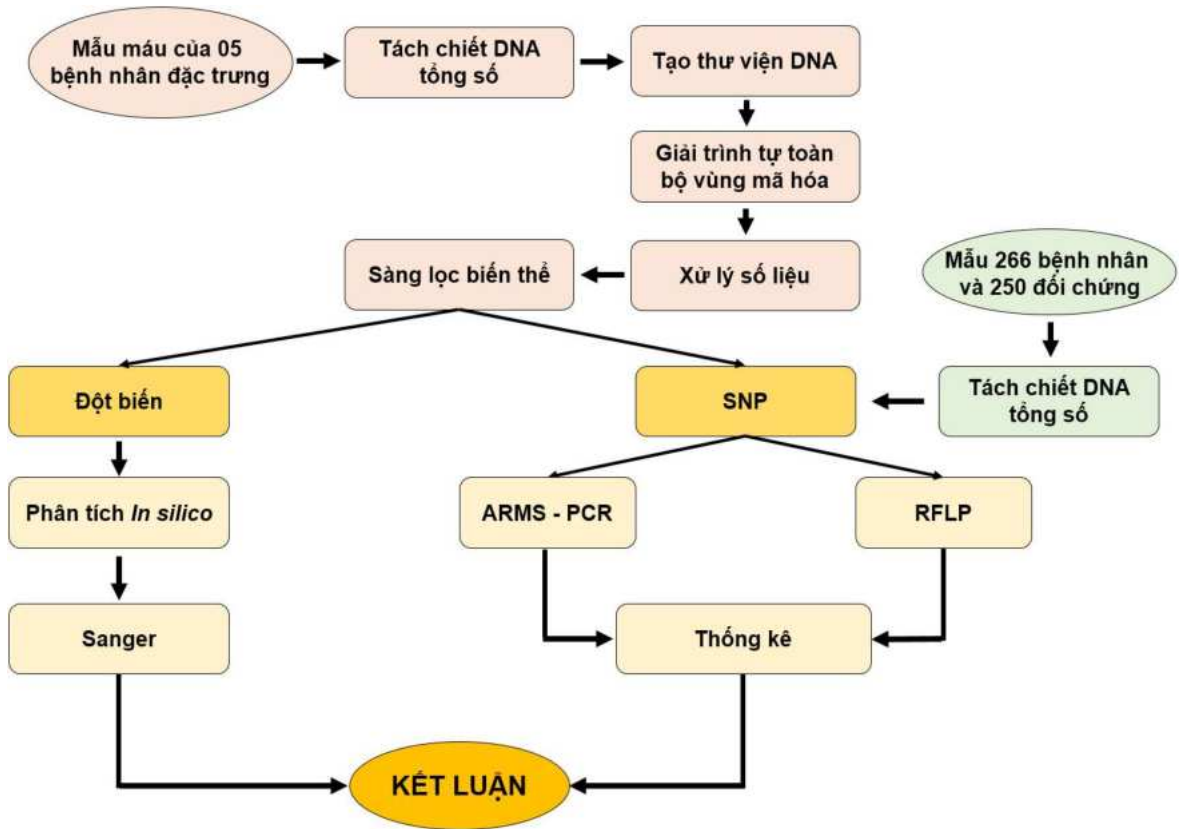 Mẫu máu của 05
bệnh nhân đặc trưng
Tách chiết DNA
tổng số
Tạo thư viện DNA
Giải trình tự toàn
bộ vùng mã hóa
Sàng lọc biến thể
Xử lý số liệu
Mẫu 266 bệnh nhân
và 250 đối chứng
Đột biến
SNP
Tách chiết DNA
tổng số
Phân tích In silico
ARMS - PCR
RFLP
Sanger
Thống kê
KẾT LUẬN